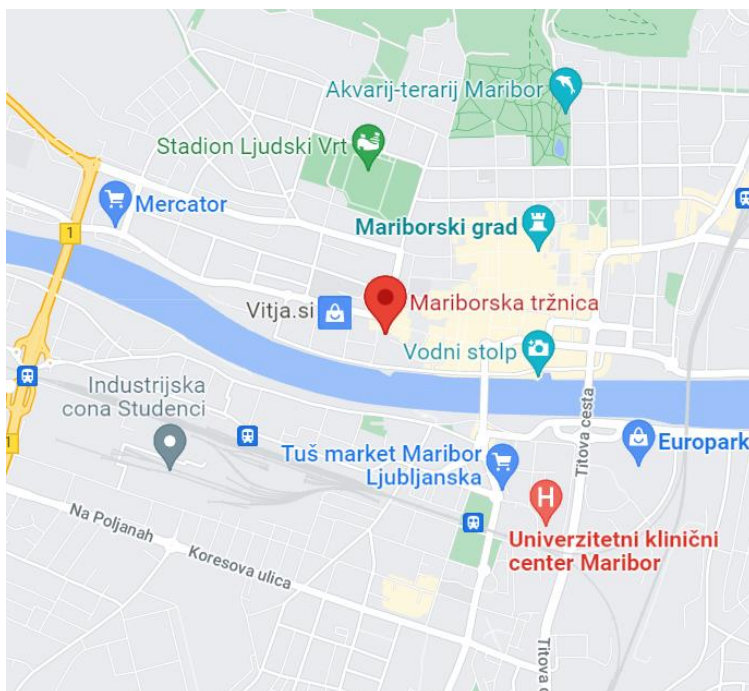 Akvarij-terarij Maribor
Stadion Ljudski Vrt
Mercator
Mariborski grad
1
Vitja.si
Mariborska tržnica
Vodni stolp
Industrijska
cona Studenci
Titova cesta
Tuš market Maribor
Ljubljanska
Europark
1
H
Na Poljanah
Koresova ulica
Univerzitetni klinični
center Maribor
Titova